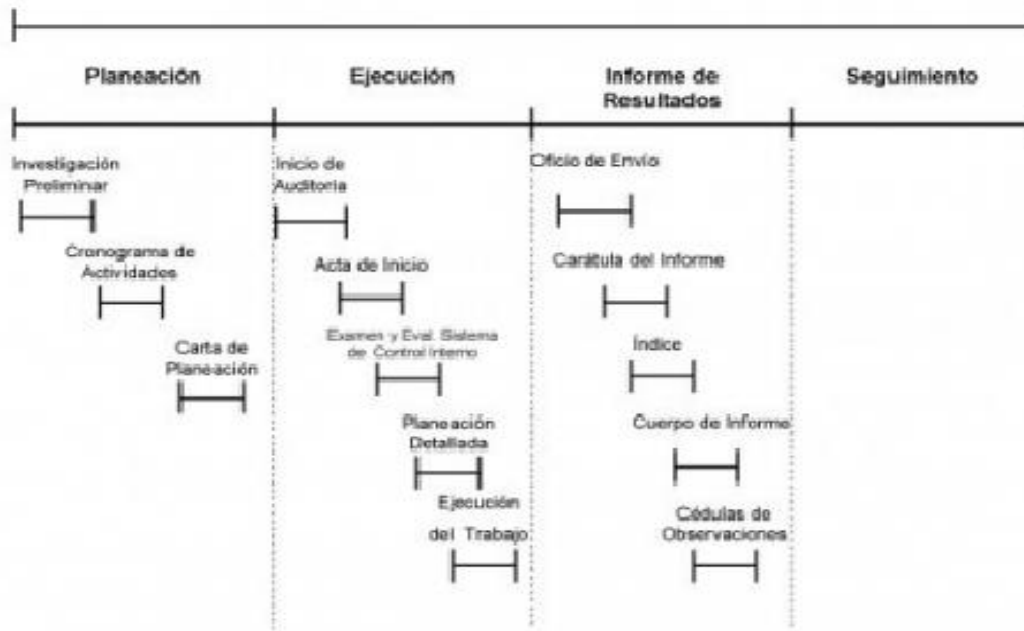 Planeación
Ejecución
Informe de
Resultados
Seguimiento
Investigación
Preliminar
Cronograma de
Actividades
Carta de
Planeación
Inicio de
Auditoria
Acta de Inicio
Examen y Eval. Sistema
de Control Interno
Planeación
Detallada
Ejecución
del Trabajo
Oficio de Envío
Carátula del Informe
Índice
Cuerpo de Informe
Cédulas de
Observaciones